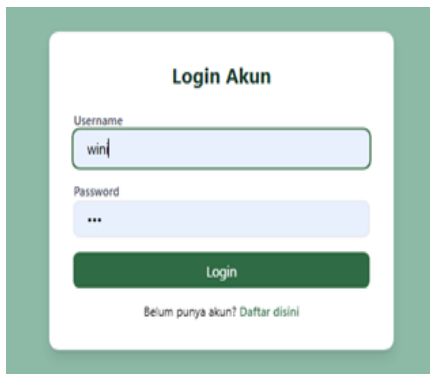 Login Akun
Username
wini
Password
•••
Login
Belum punya akun? Daftar disini